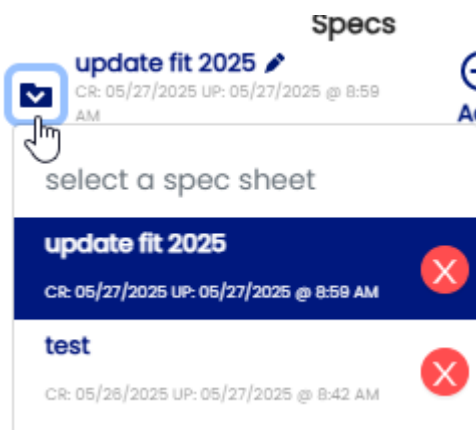 Specs
update fit 2025
CR: 05/27/2025 UP: 05/27/2025 @ 8:59
AM
select a spec sheet
update fit 2025
CR: 05/27/2025 UP: 05/27/2025 @ 8:59 AM
X
test
CR: 05/26/2025 UP: 05/27/2025 @ 8:42 AM
X